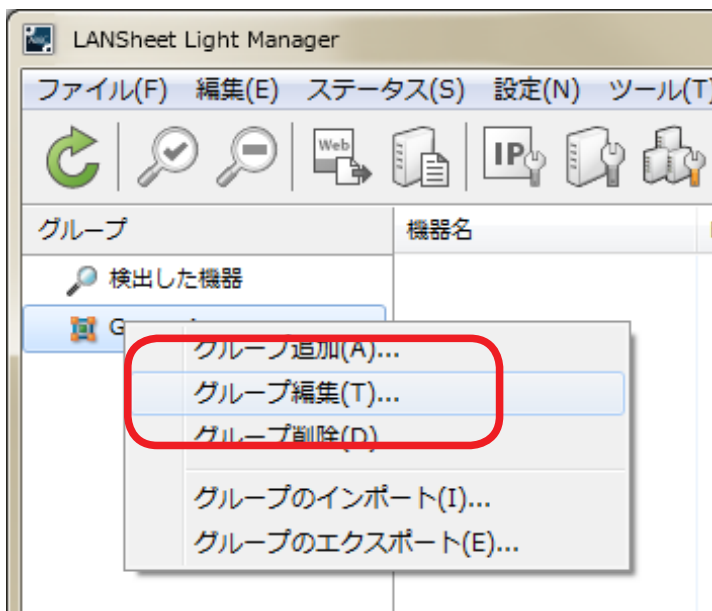 LANSheet Light Manager
ファイル(F) 編集(E) ステータス(S) 設定(N) ツール(T)
Web IP
グループ 機器名
検出した機器
グループ追加(A)...
グループ編集(T)...
グループ削除(D)
グループのインポート(I)...
グループのエクスポート(E)...